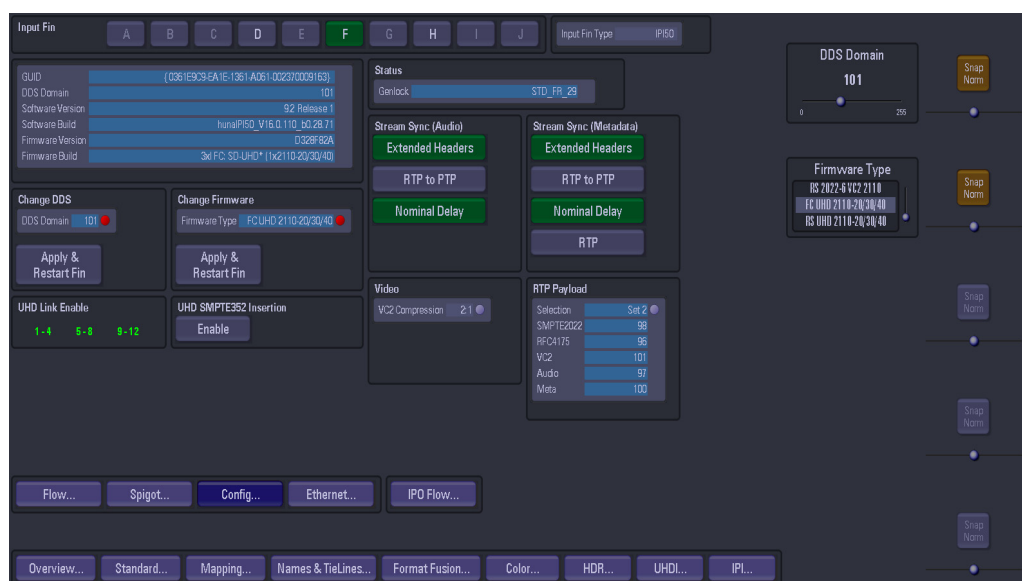 Input Fin
A B C D E F G H I J
Input Fin Type IPI50
GUID {0361E9C9-EA1E-1361-A061-002370009163}
DDS Domain 101
Software Version 9.2 Release 1
Software Build hunalPI50_V16.0.110_b0.28.71
Firmware Version D328F82A
Firmware Build 3xl FC: SD-UHD* (1x2110-20/30/40)
Status
Genlock STD_FR_29
Stream Sync (Audio)
Extended Headers
RTP to PTP
Nominal Delay
Stream Sync (Metadata)
Extended Headers
RTP to PTP
Nominal Delay
RTP
Change DDS
DDS Domain 101
Apply &
Restart Fin
Change Firmware
Firmware Type FC UHD 2110-20/30/40
Apply &
Restart Fin
UHD Link Enable
1-4 5-8 9-12
UHD SMPTE352 Insertion
Enable
Video
VC2 Compression 2:1
RTP Payload
Selection Set 2
SMPTE2022 98
RFC4175 96
VC2 101
Audio 97
Meta 100
DDS Domain
101
0 255
Firmware Type
RS 2022-6 VC2 2110
FC UHD 2110-20/30/40
RS UHD 2110-20/30/40
Snap
Norm
Snap
Norm
Snap
Norm
Snap
Norm
Snap
Norm
Flow... Spigot... Config... Ethernet... IPO Flow...
Overview... Standard... Mapping... Names & TieLines... Format Fusion... Color... HDR... UHDI... IPI...